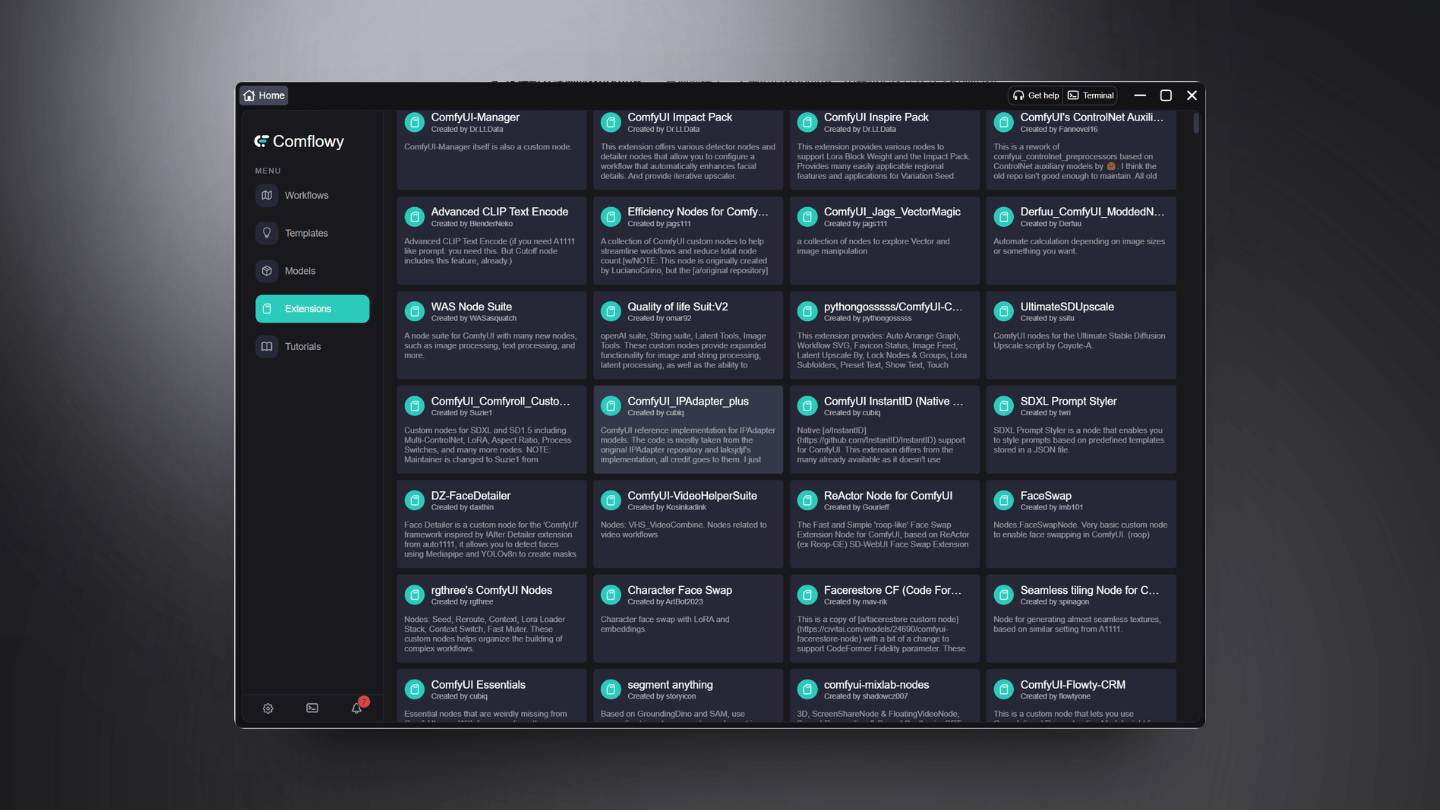 Home
Get help
Terminal
Comflowy
MENU
Workflows
Templates
Models
Extensions
Tutorials
7
ComfyUI-Manager
Created by Dr.Lt.Data
ComfyUI-Manager itself is also a custom node.
ComfyUI Impact Pack
Created by Dr.Lt.Data
This extension offers various detector nodes and
detailer nodes that allow you to configure a
workflow that automatically enhances facial
details. And provide iterative upscaler.
ComfyUI Inspire Pack
Created by Dr.Lt.Data
This extension provides various nodes to
support Lora Block Weight and the Impact Pack.
Provides many easily applicable regional
features and applications for Variation Seed.
ComfyUI's ControlNet Auxili...
Created by Fannovel16
This is a rework of
comfyui_controlnet_preprocessors based on
ControlNet auxiliary models by 🤗. I think the
old repo isn't good enough to maintain. All old
Advanced CLIP Text Encode
Created by BlenderNeko
Advanced CLIP Text Encode (if you need A1111
like prompt. you need this. But Cutoff node
includes this feature, already.)
Efficiency Nodes for Comfy...
Created by jags111
A collection of ComfyUI custom nodes to help
streamline workflows and reduce total node
count.[w/NOTE: This node is originally created
by LucianoCirino, but the [a/original repository]
ComfyUI_Jags_VectorMagic
Created by jags111
a collection of nodes to explore Vector and
image manipulation
Derfuu_ComfyUI_ModdedN...
Created by Derfuu
Automate calculation depending on image sizes
or something you want.
WAS Node Suite
Created by WASasquatch
A node suite for ComfyUI with many new nodes,
such as image processing, text processing, and
more.
Quality of life Suit:V2
Created by omar92
openAI suite, String suite, Latent Tools, Image
Tools: These custom nodes provide expanded
functionality for image and string processing,
latent processing, as well as the ability to
pythongosssss/ComfyUI-C...
Created by pythongosssss
This extension provides: Auto Arrange Graph,
Workflow SVG, Favicon Status, Image Feed,
Latent Upscale By, Lock Nodes & Groups, Lora
Subfolders, Preset Text, Show Text, Touch
UltimateSDUpscale
Created by ssitu
ComfyUI nodes for the Ultimate Stable Diffusion
Upscale script by Coyote-A.
ComfyUI_Comfyroll_Custo...
Created by Suzie1
Custom nodes for SDXL and SD1.5 including
Multi-ControlNet, LoRA, Aspect Ratio, Process
Switches, and many more nodes. NOTE:
Maintainer is changed to Suzie1 from
ComfyUI_IPAdapter_plus
Created by cubiq
ComfyUI reference implementation for IPAdapter
models. The code is mostly taken from the
original IPAdapter repository and laksjdjf's
implementation, all credit goes to them. I just
ComfyUI InstantID (Native ...
Created by cubiq
Native [a/InstantID]
(https://github.com/InstantID/InstantID) support
for ComfyUI. This extension differs from the
many already available as it doesn't use
SDXL Prompt Styler
Created by twri
SDXL Prompt Styler is a node that enables you
to style prompts based on predefined templates
stored in a JSON file.
DZ-FaceDetailer
Created by daxthin
Face Detailer is a custom node for the 'ComfyUI'
framework inspired by !After Detailer extension
from auto1111, it allows you to detect faces
using Mediapipe and YOLOv8n to create masks
ComfyUI-VideoHelperSuite
Created by Kosinkadink
Nodes: VHS_VideoCombine. Nodes related to
video workflows
ReActor Node for ComfyUI
Created by Gourieff
The Fast and Simple 'roop-like' Face Swap
Extension Node for ComfyUI, based on ReActor
(ex Roop-GE) SD-WebUI Face Swap Extension
FaceSwap
Created by imb101
Nodes:FaceSwapNode. Very basic custom node
to enable face swapping in ComfyUI. (roop)
rgthree's ComfyUI Nodes
Created by rgthree
Nodes: Seed, Reroute, Context, Lora Loader
Stack, Context Switch, Fast Muter. These
custom nodes helps organize the building of
complex workflows.
Character Face Swap
Created by ArtBot2023
Character face swap with LoRA and
embeddings.
Facerestore CF (Code For...
Created by mav-rik
This is a copy of [a/facerestore custom node]
(https://civitai.com/models/24690/comfyui-
facerestore-node) with a bit of a change to
support CodeFormer Fidelity parameter. These
Seamless tiling Node for C...
Created by spinagon
Node for generating almost seamless textures,
based on similar setting from A1111.
ComfyUI Essentials
Created by cubiq
Essential nodes that are weirdly missing from
segment anything
Created by storyicon
Based on GroundingDino and SAM, use
comfyui-mixlab-nodes
Created by shadowcz007
3D, ScreenShareNode & FloatingVideoNode,
ComfyUI-Flowty-CRM
Created by flowtyone
This is a custom node that lets you use